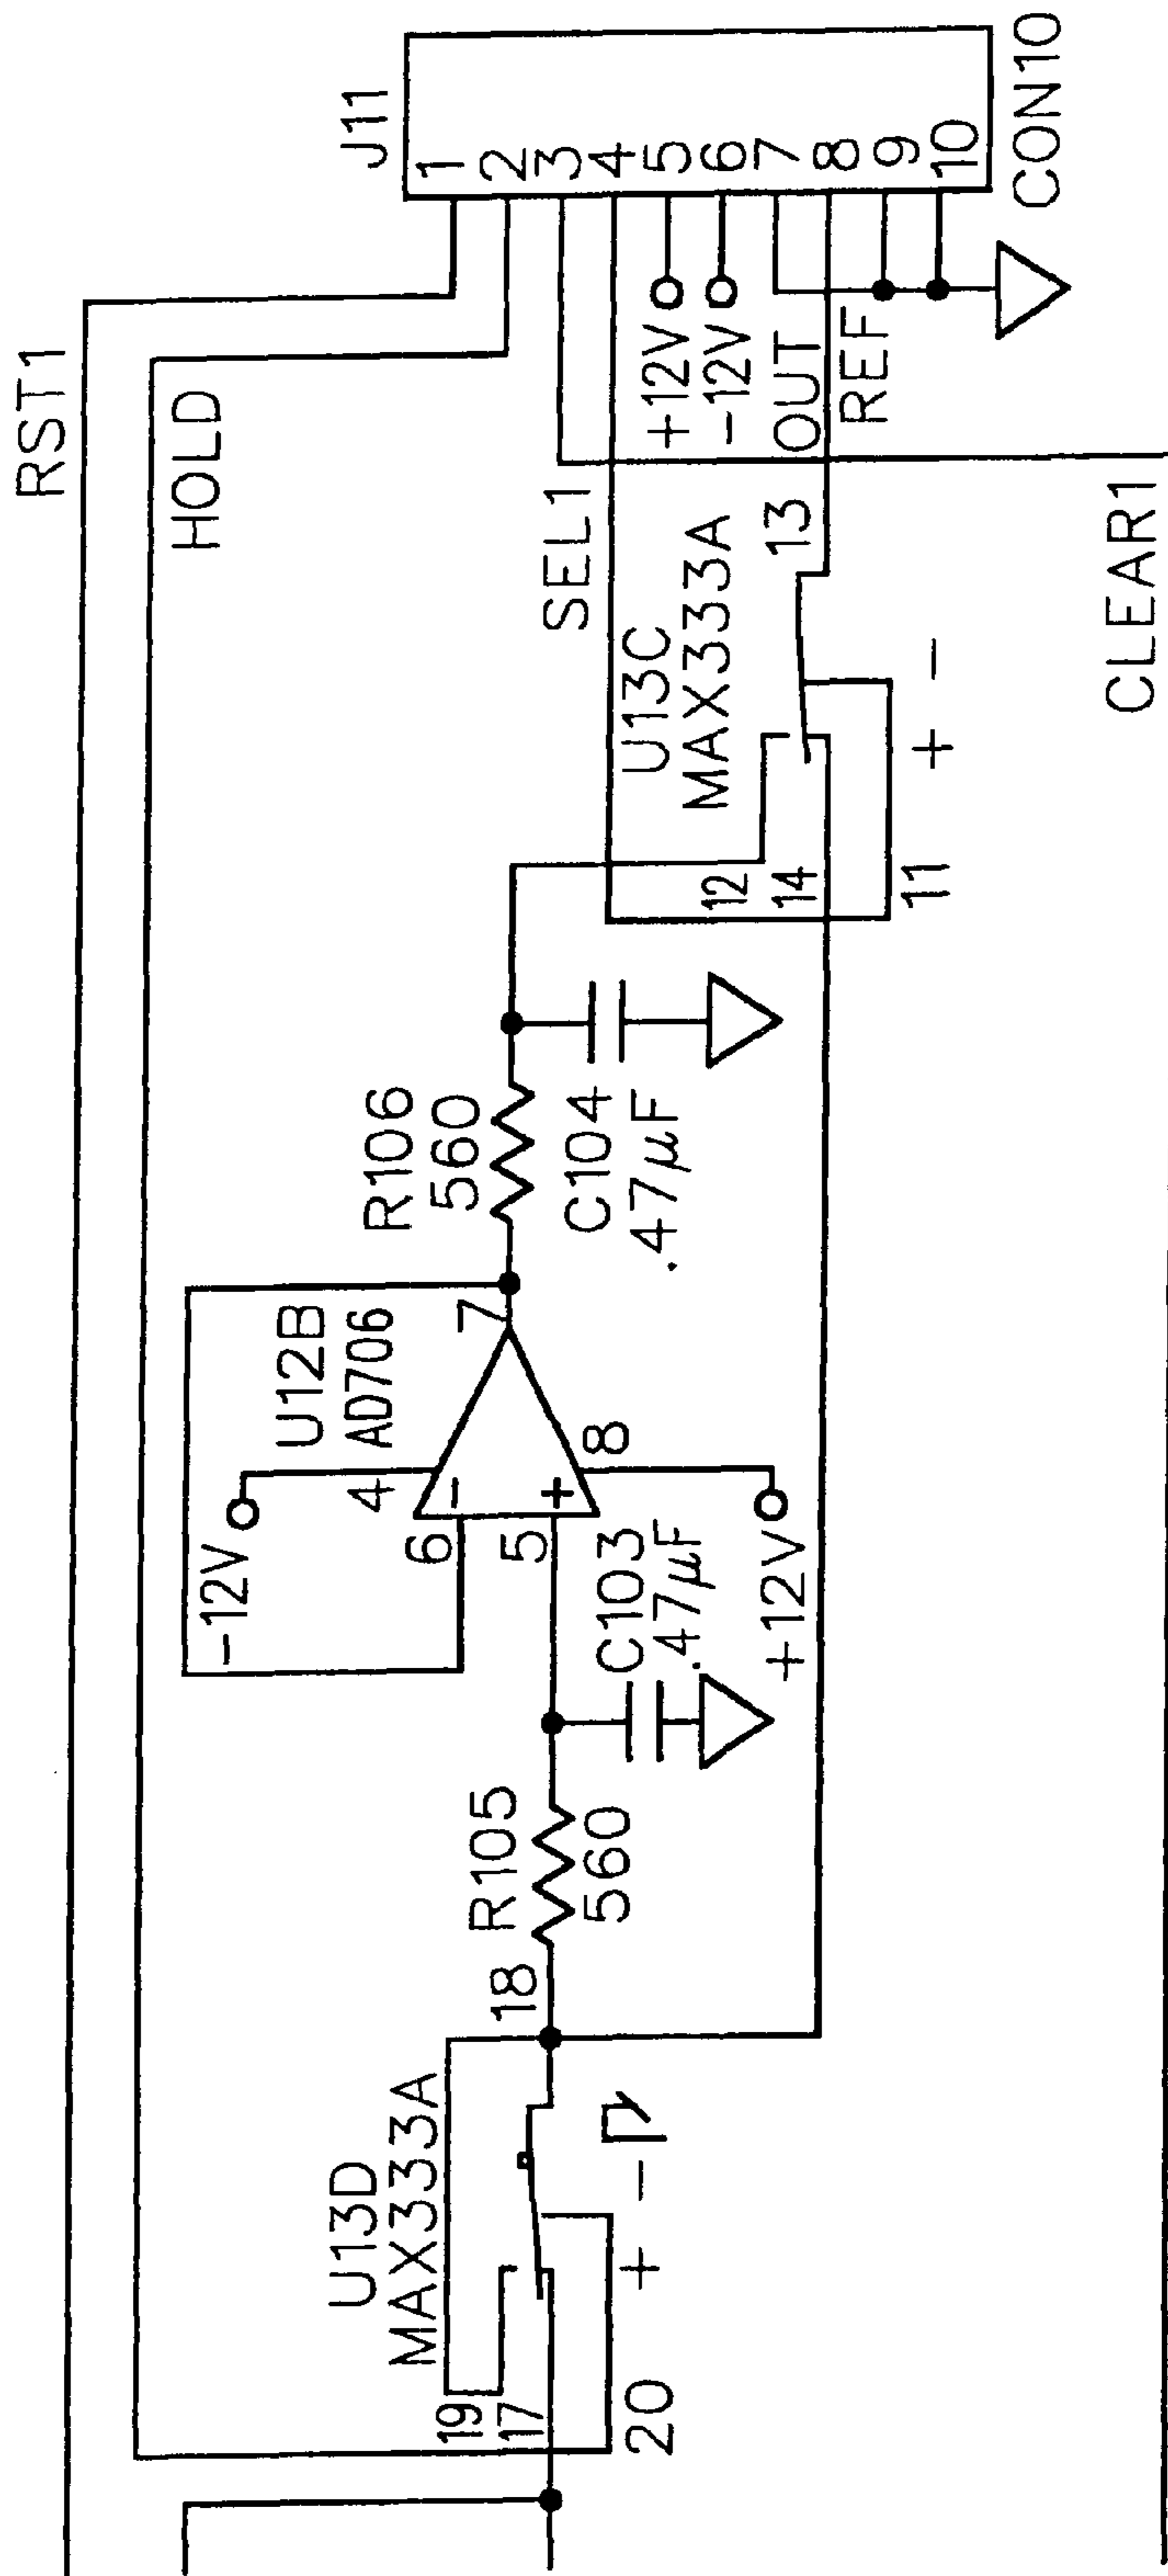 RST1
HOLD
J11
1
2
3
4
5
6
7
8
9
10
CON10
+12V
-12V
OUT
REF
SEL1
U13C
MAX333A
13
12
14
11
+ -
CLEAR1
R106
560
C104
.47µF
U12B
AD706
7
-12V
4
-
+
8
6
5
+12V
C103
.47µF
R105
560
18
U13D
MAX333A
19
17
20
+ -